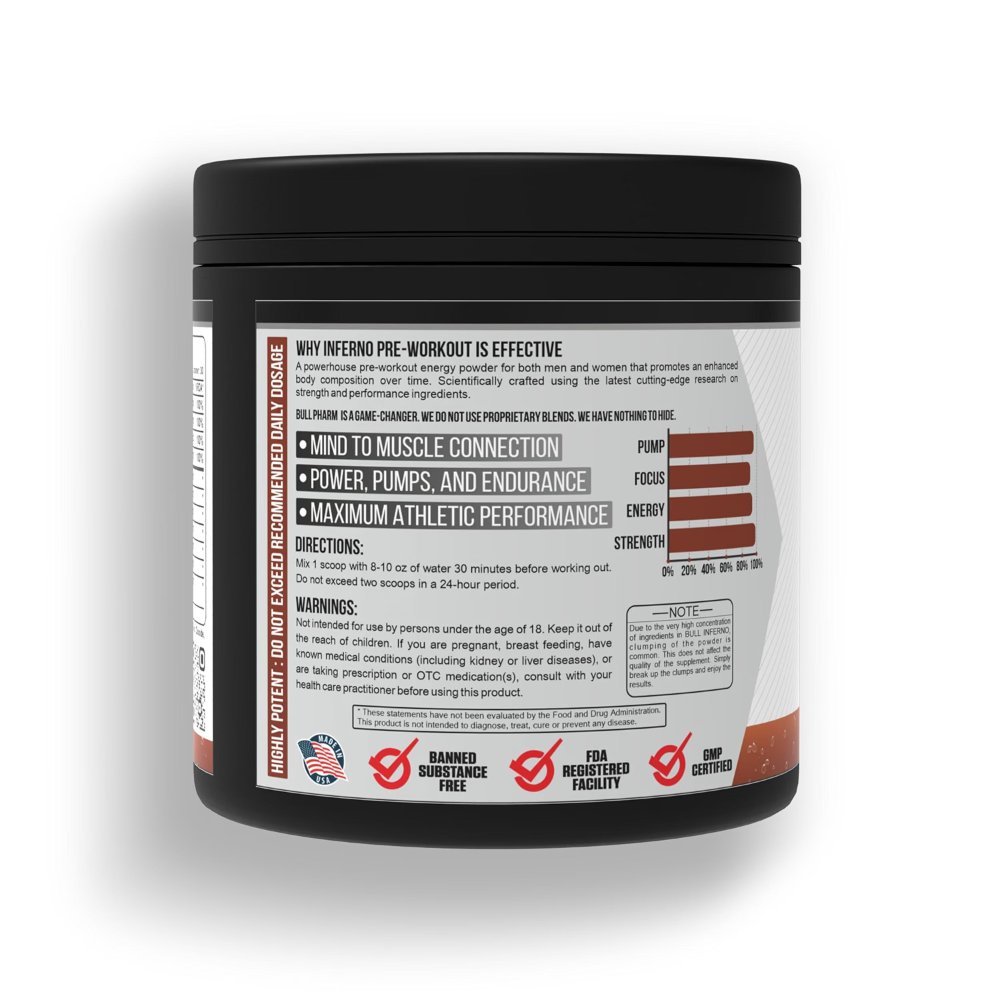 HIGHLY POTENT : DO NOT EXCEED RECOMMENDED DAILY DOSAGE
WHY INFERNO PRE-WORKOUT IS EFFECTIVE
A powerhouse pre-workout energy powder for both men and women that promotes an enhanced
body composition over time. Scientifically crafted using the latest cutting-edge research on
strength and performance ingredients.
BULL PHARM IS A GAME-CHANGER. WE DO NOT USE PROPRIETARY BLENDS. WE HAVE NOTHING TO HIDE.
• MIND TO MUSCLE CONNECTION
• POWER, PUMPS, AND ENDURANCE
• MAXIMUM ATHLETIC PERFORMANCE
PUMP
FOCUS
ENERGY
STRENGTH
0% 20% 40% 60% 80% 100%
DIRECTIONS:
Mix 1 scoop with 8-10 oz of water 30 minutes before working out.
Do not exceed two scoops in a 24-hour period.
WARNINGS:
Not intended for use by persons under the age of 18. Keep it out of
the reach of children. If you are pregnant, breast feeding, have
known medical conditions (including kidney or liver diseases), or
are taking prescription or OTC medication(s), consult with your
health care practitioner before using this product.
NOTE
Due to the very high concentration
of ingredients in BULL INFERNO,
clumping of the powder is
common. This does not affect the
quality of the supplement. Simply
break up the clumps and enjoy the
results.
* These statements have not been evaluated by the Food and Drug Administration.
This product is not intended to diagnose, treat, cure or prevent any disease.
MADE IN
USA
BANNED
SUBSTANCE
FREE
FDA
REGISTERED
FACILITY
GMP
CERTIFIED